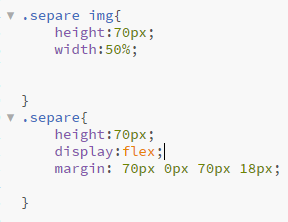 .separe img{
height:70px;
width:50%;
}
.separe{
height:70px;
display:flex;
margin: 70px 0px 70px 18px;
}